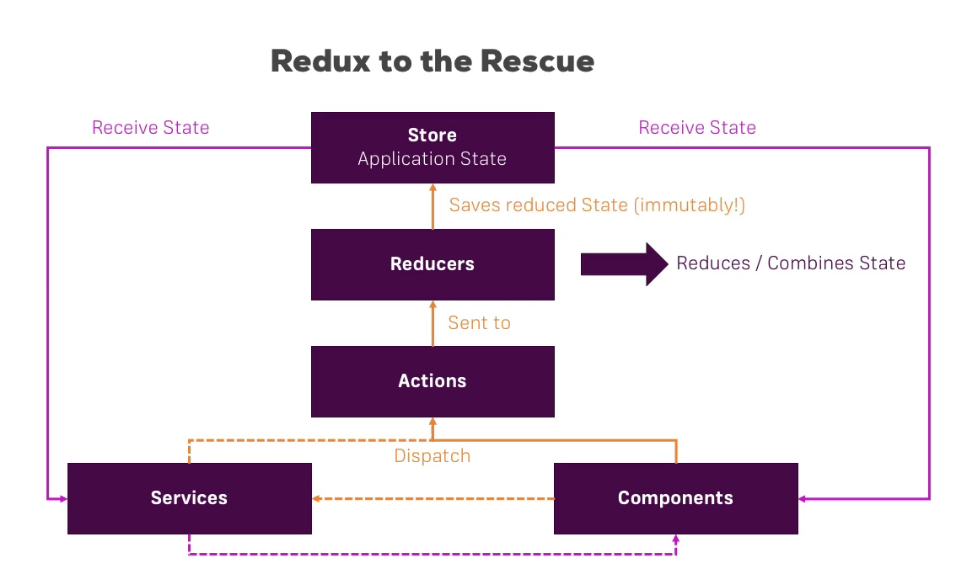 Redux to the Rescue
Receive State
Receive State
Store
Application State
Saves reduced State (immutably!)
Reducers
Reduces / Combines State
Sent to
Actions
Dispatch
Services
Components